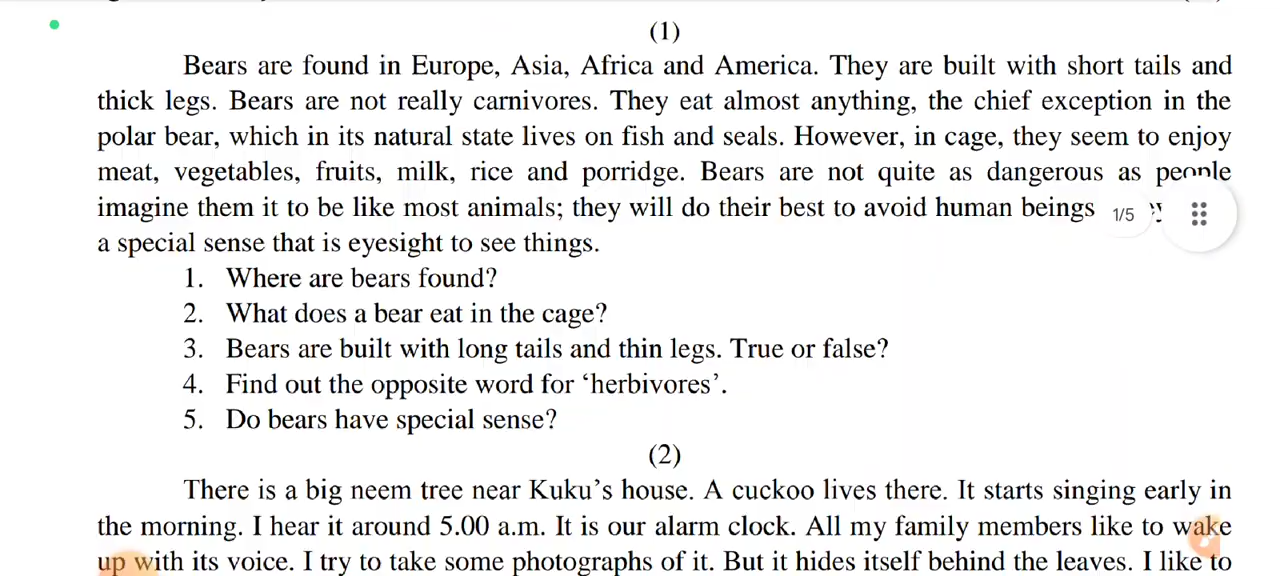 (1)
Bears are found in Europe, Asia, Africa and America. They are built with short tails and
thick legs. Bears are not really carnivores. They eat almost anything, the chief exception in the
polar bear, which in its natural state lives on fish and seals. However, in cage, they seem to enjoy
meat, vegetables, fruits, milk, rice and porridge. Bears are not quite as dangerous as people
imagine them it to be like most animals; they will do their best to avoid human beings 1/5
a special sense that is eyesight to see things.
1. Where are bears found?
2. What does a bear eat in the cage?
3. Bears are built with long tails and thin legs. True or false?
4. Find out the opposite word for ‘herbivores’.
5. Do bears have special sense?
(2)
There is a big neem tree near Kuku’s house. A cuckoo lives there. It starts singing early in
the morning. I hear it around 5.00 a.m. It is our alarm clock. All my family members like to wake
up with its voice. I try to take some photographs of it. But it hides itself behind the leaves. I like to